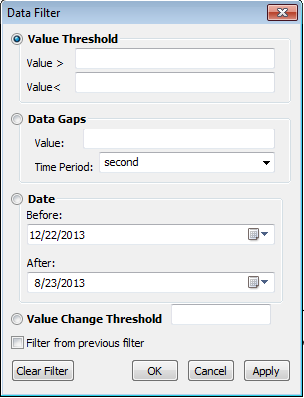 Data Filter
Value Threshold
Value >
Value<
Data Gaps
Value:
Time Period: second
Date
Before:
12/22/2013
After:
8/23/2013
Value Change Threshold
Filter from previous filter
Clear Filter OK Cancel Apply